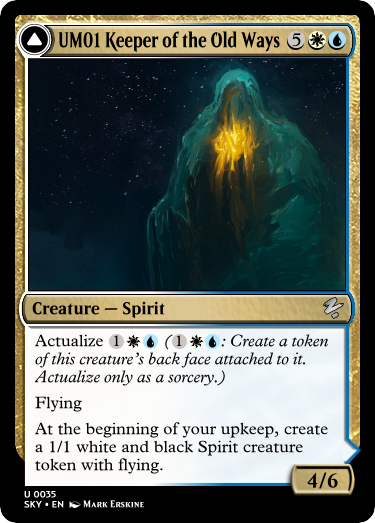 UM01 Keeper of the Old Ways 5
Creature — Spirit
Actualize 1 (1 : Create a token
of this creature's back face attached to it.
Actualize only as a sorcery.)
Flying
At the beginning of your upkeep, create
a 1/1 white and black Spirit creature
token with flying.
4/6
U 0035
SKY • EN Mark Erskine